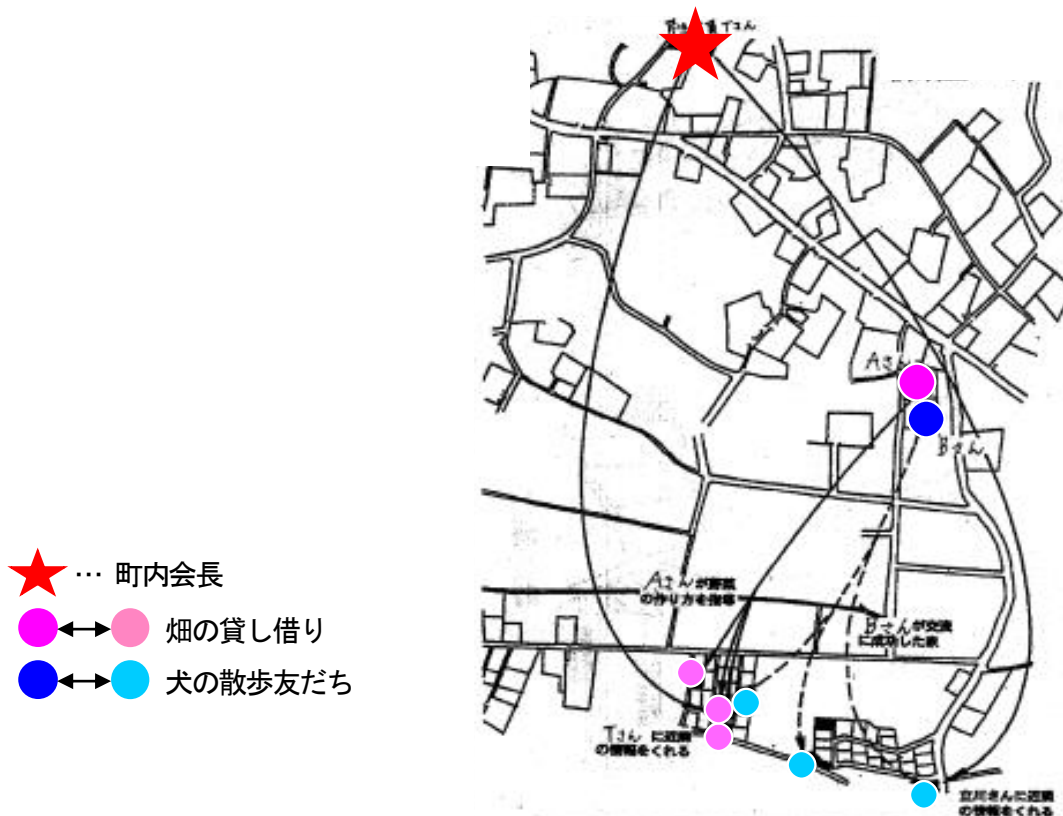 Aさん
Bさん
Aさんが野菜
の作り方を指導
Bさんが交流
に成功した家
… 町内会長
畑の貸し借り
犬の散歩友だち
Tさんに近隣
の情報をくれる
立川さんに近隣
の情報をくれる